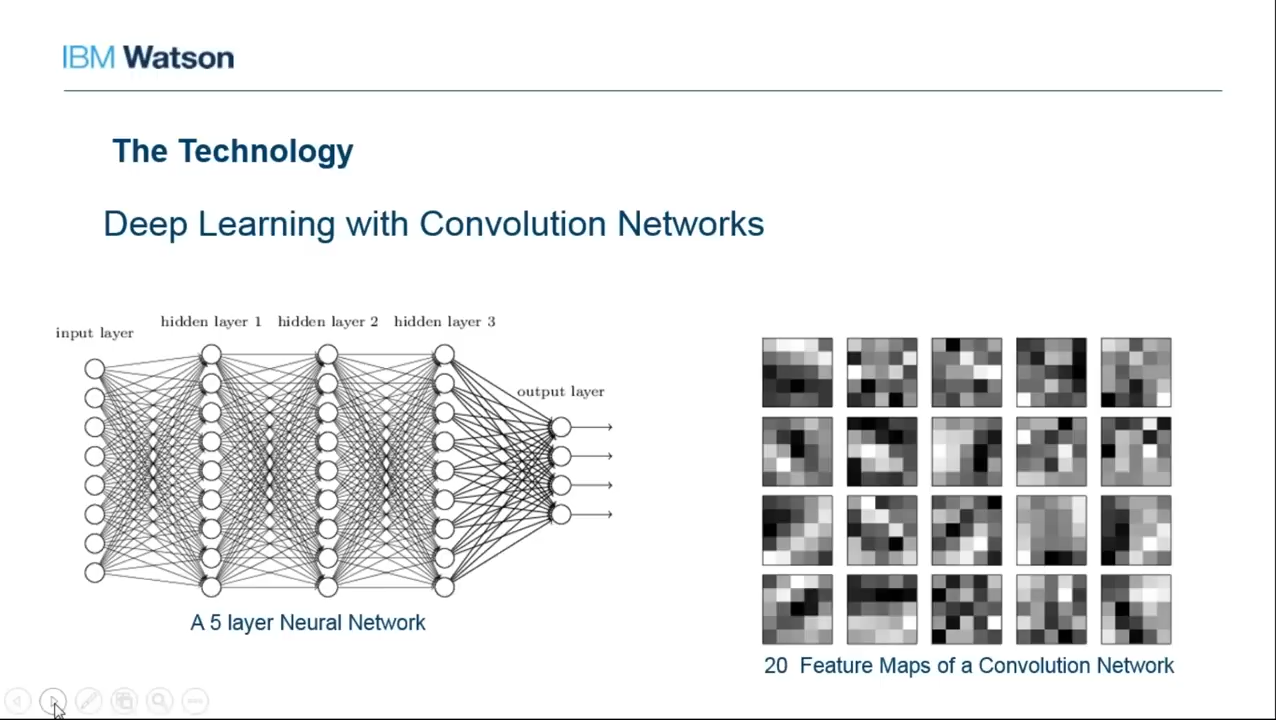 IBM Watson
The Technology
Deep Learning with Convolution Networks
input layer
hidden layer 1
hidden layer 2
hidden layer 3
output layer
A 5 layer Neural Network
20 Feature Maps of a Convolution Network